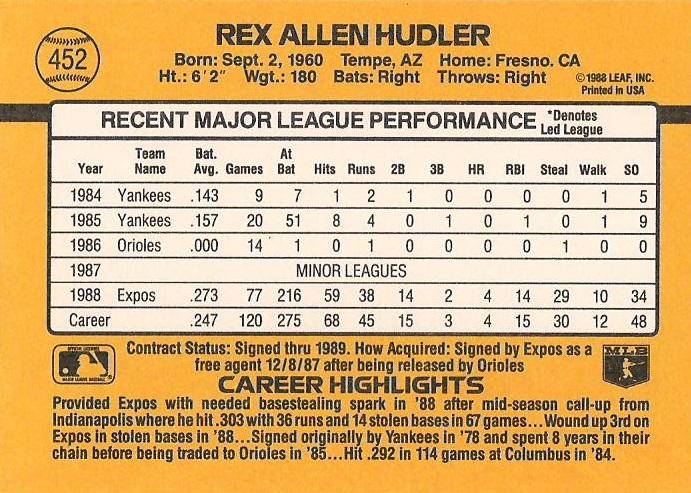 452
REX ALLEN HUDLER
Born: Sept. 2, 1960 Tempe, AZ Home: Fresno. CA
Ht.: 6'2" Wgt.: 180 Bats: Right Throws: Right
©1988 LEAF, INC.
Printed in USA
RECENT MAJOR LEAGUE PERFORMANCE *Denotes Led League
Year Team Name Bat. Avg. Games At Bat Hits Runs 2B 3B HR RBI Steal Walk SO
1984 Yankees .143 9 7 1 2 1 0 0 0 0 1 5
1985 Yankees .157 20 51 8 4 0 1 0 1 0 1 9
1986 Orioles .000 14 1 0 1 0 0 0 0 1 0 0
1987 MINOR LEAGUES
1988 Expos .273 77 216 59 38 14 2 4 14 29 10 34
Career .247 120 275 68 45 15 3 4 15 30 12 48
Contract Status: Signed thru 1989. How Acquired: Signed by Expos as a
free agent 12/8/87 after being released by Orioles
MLB
CAREER HIGHLIGHTS
Provided Expos with needed basestealing spark in '88 after mid-season call-up from
Indianapolis where he hit .303 with 36 runs and 14 stolen bases in 67 games...Wound up 3rd on
Expos in stolen bases in '88...Signed originally by Yankees in '78 and spent 8 years in their
chain before being traded to Orioles in '85...Hit .292 in 114 games at Columbus in '84.